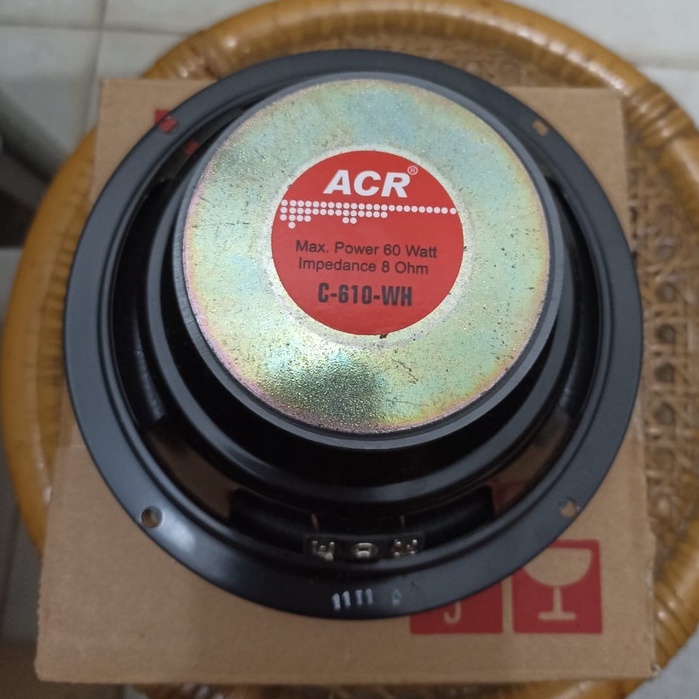 ACR®
Max. Power 60 Watt
Impedance 8 Ohm
C-610-WH